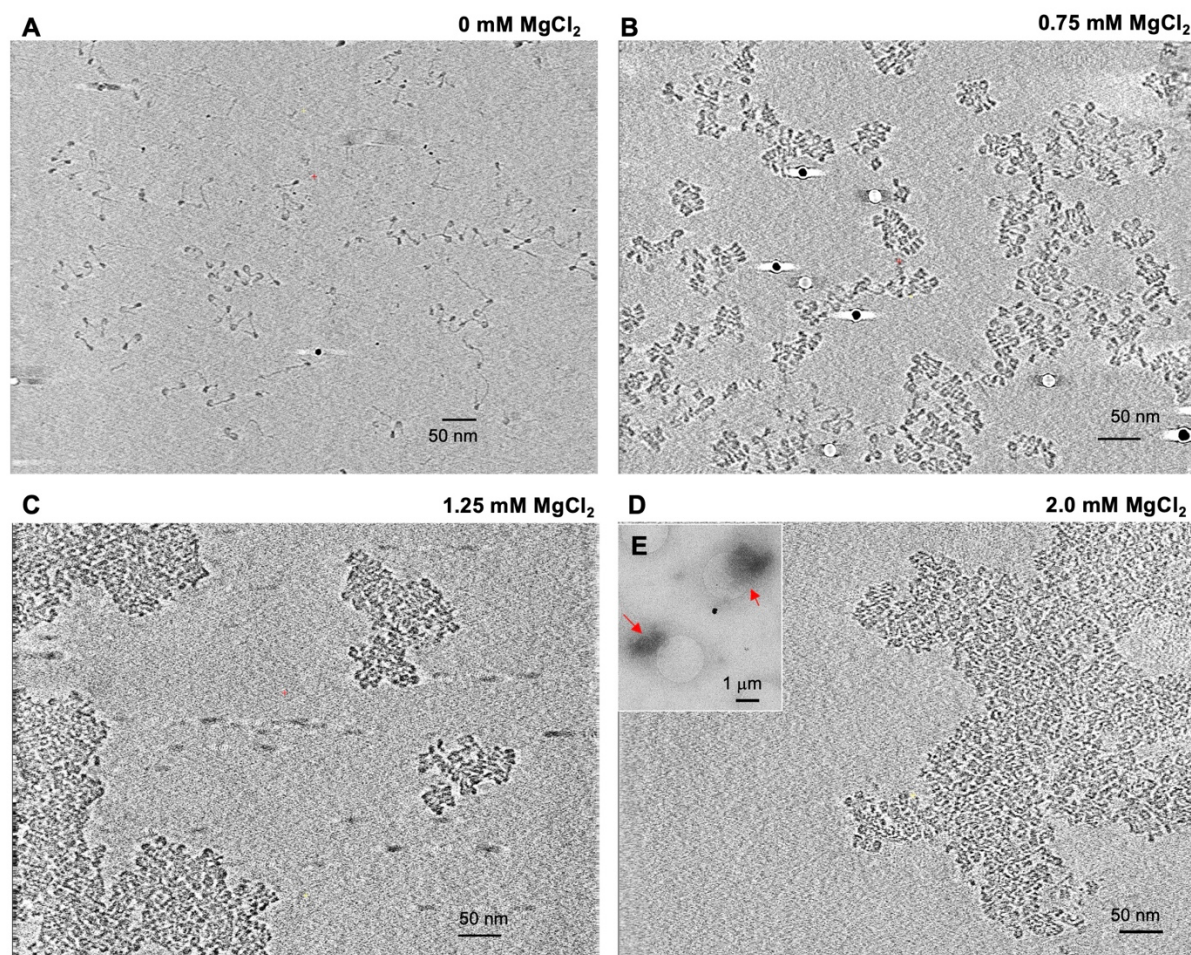 A
0 mM MgCl₂
50 nm
B
0.75 mM MgCl₂
50 nm
C
1.25 mM MgCl₂
50 nm
D
2.0 mM MgCl₂
E
1 μm
50 nm